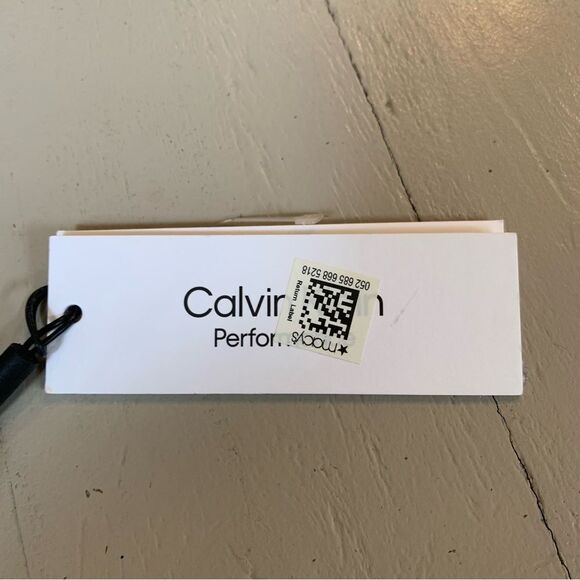 Calvin
n
Perform
e
052 685 668 5218
Return Label
★macys